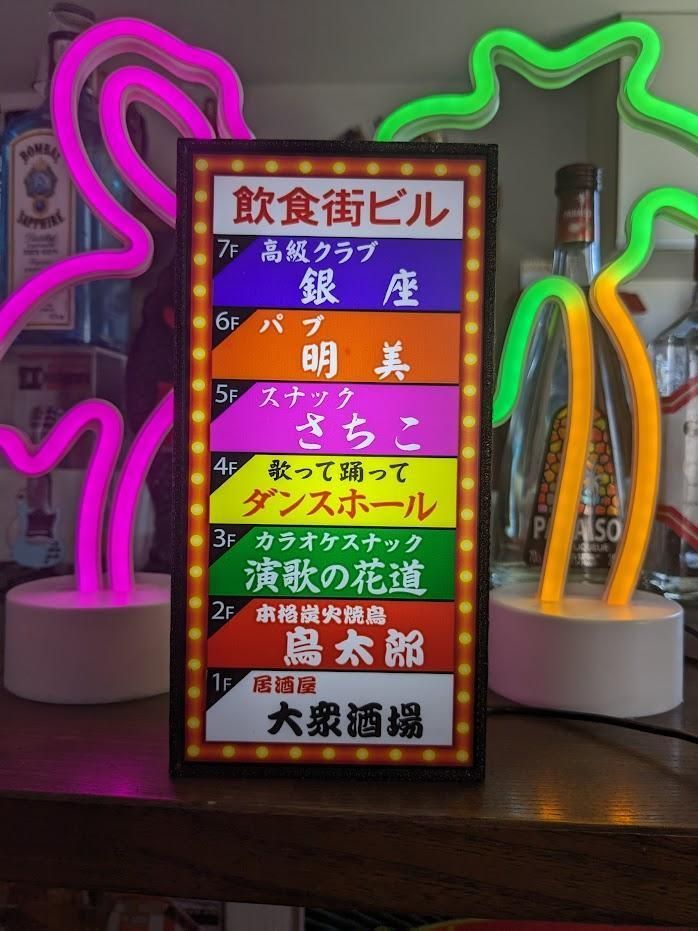 BOMBAY
SAPPHIRE
飲食街ビル
7F 高級クラブ
銀座
6F パブ
明美
5F スナック
さちこ
4F 歌って踊って
ダンスホール
3F カラオケスナック
演歌の花道
2F 本格炭火焼鳥
鳥太郎
1F 居酒屋
大衆酒場